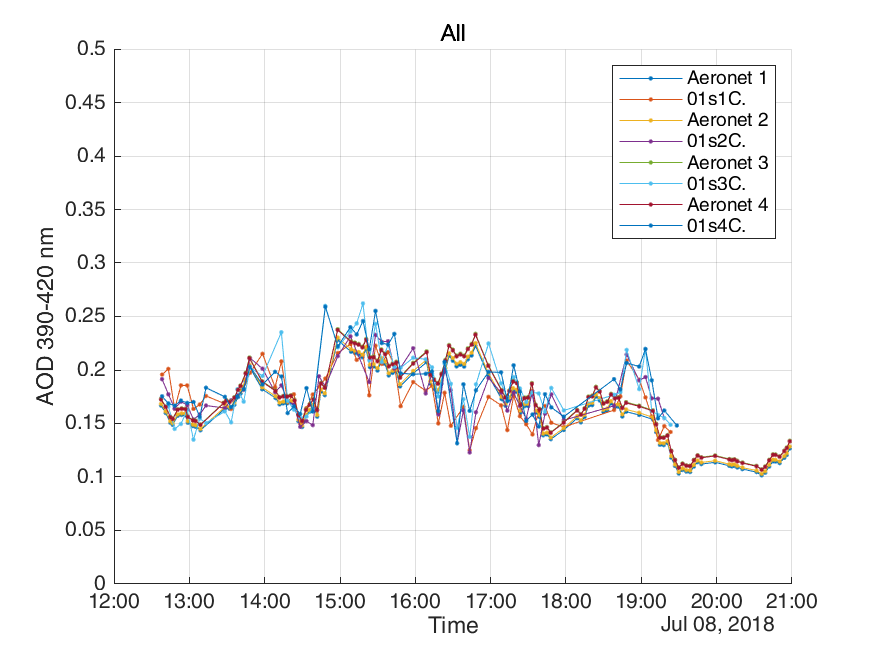 All
0.5
0.45
0.4
0.35
0.3
0.25
0.2
0.15
0.1
0.05
0
AOD 390-420 nm
Aeronet 1
01s1C.
Aeronet 2
01s2C.
Aeronet 3
01s3C.
Aeronet 4
01s4C.
12:00 13:00 14:00 15:00 16:00 17:00 18:00 19:00 20:00 21:00
Time
Jul 08, 2018